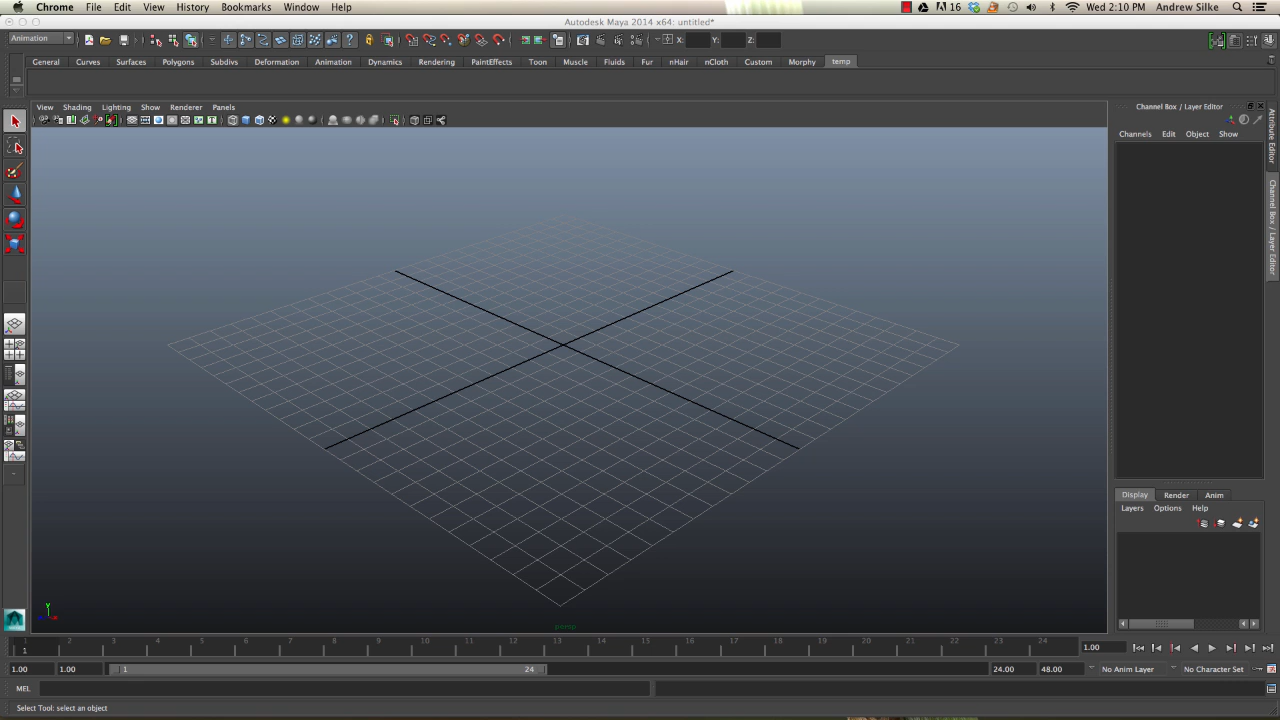 Chrome File Edit View History Bookmarks Window Help 16 Wed 2:10 PM Andrew Silke
Autodesk Maya 2014 x64: untitled*
Animation X: Y: Z:
General Curves Surfaces Polygons Subdivs Deformation Animation Dynamics Rendering PaintEffects Toon Muscle Fluids Fur nHair nCloth Custom Morphy temp
View Shading Lighting Show Renderer Panels
Channel Box / Layer Editor
Channels Edit Object Show
Attribute Editor
Channel Box / Layer Editor
Display Render Anim
Layers Options Help
Y
persp
1 2 3 4 5 6 7 8 9 10 11 12 13 14 15 16 17 18 19 20 21 22 23 24
1 1.00
1.00 1.00 1 24 24.00 48.00 No Anim Layer No Character Set
MEL
Select Tool: select an object